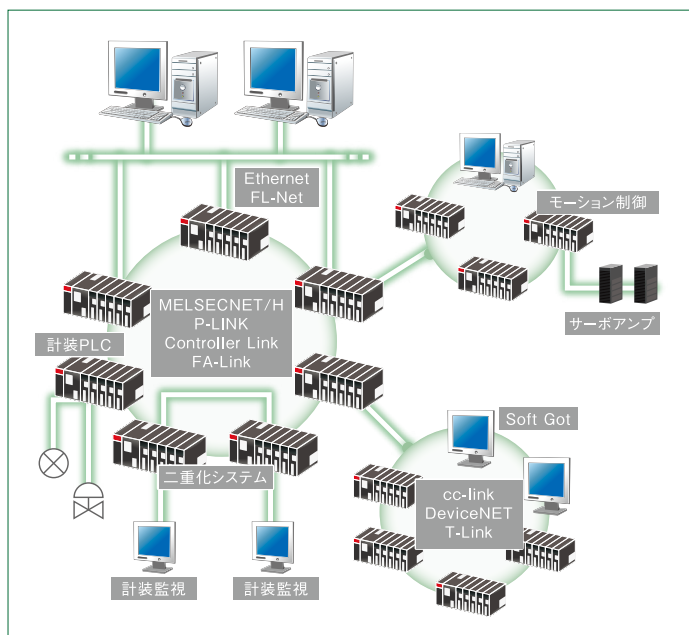 Ethernet
FL-Net
モーション制御
MELSECNET/H
P-LINK
Controller Link
FA-Link
サーボアンプ
計装PLC
Soft Got
二重化システム
cc-link
DeviceNET
T-Link
計装監視
計装監視